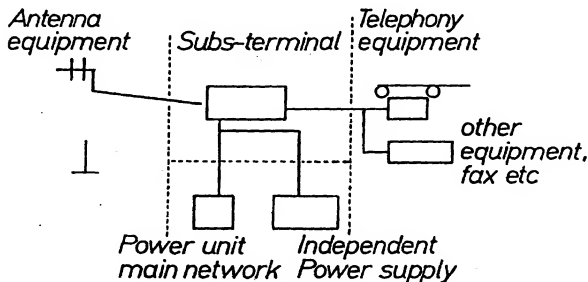 Antenna
equipment
Subs-terminal
Telephony
equipment
other
equipment,
fax etc
Power unit
main network
Independent
Power supply